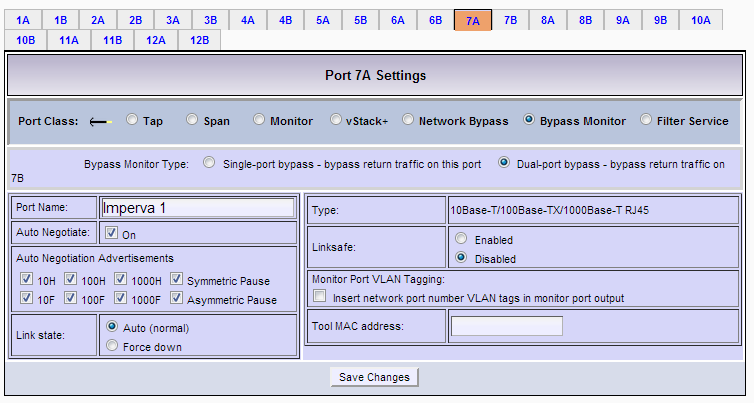 1A 1B 2A 2B 3A 3B 4A 4B 5A 5B 6A 6B 7A 7B 8A 8B 9A 9B 10A
10B 11A 11B 12A 12B
Port 7A Settings
Port Class: Tap Span Monitor vStack+ Network Bypass Bypass Monitor Filter Service
Bypass Monitor Type: Single-port bypass - bypass return traffic on this port Dual-port bypass - bypass return traffic on
7B
Port Name: Imperva 1
Auto Negotiate: On
Auto Negotiation Advertisements
10H 100H 1000H Symmetric Pause
10F 100F 1000F Asymmetric Pause
Link state: Auto (normal)
Force down
Type: 10Base-T/100Base-TX/1000Base-T RJ45
Linksafe: Enabled
Disabled
Monitor Port VLAN Tagging:
Insert network port number VLAN tags in monitor port output
Tool MAC address:
Save Changes